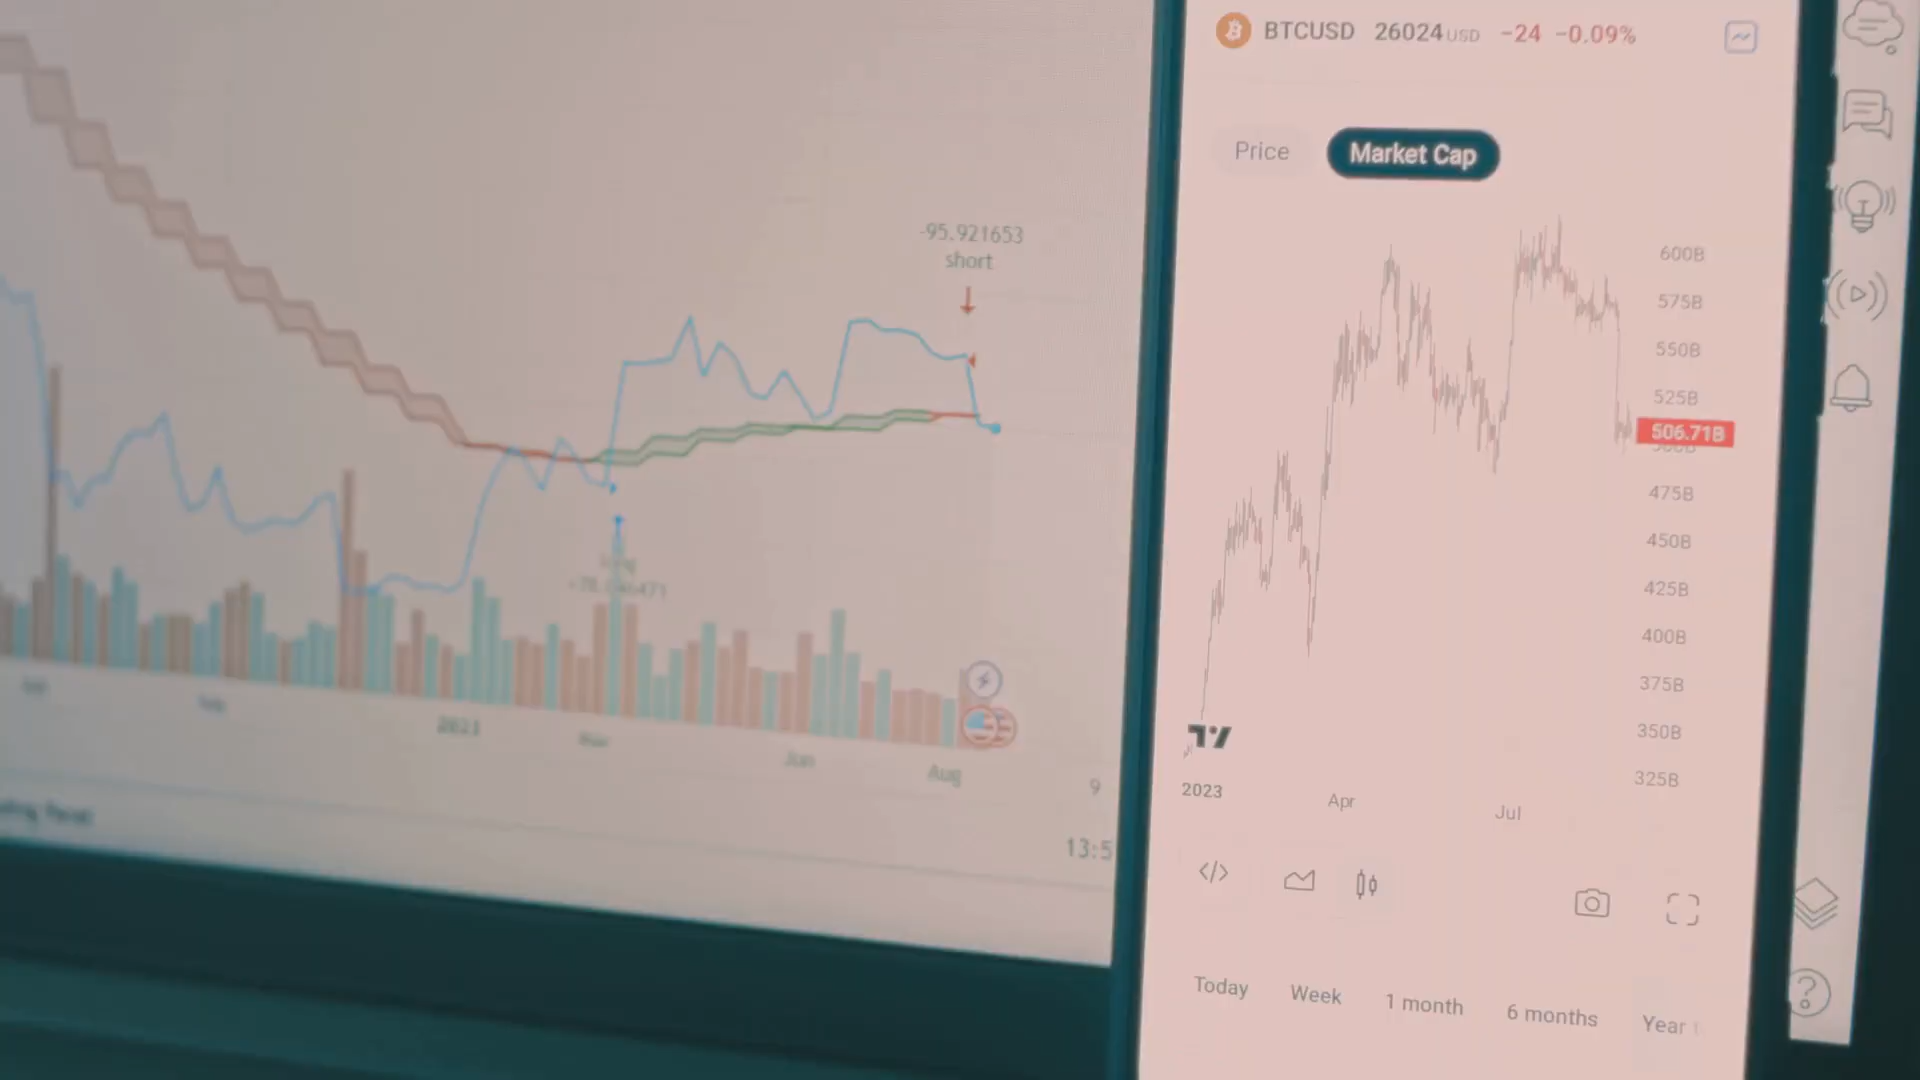 BTCUSD 26024 USD −24 −0.09%
Price Market Cap
-95.921653
short
600B
575B
550B
525B
506.71B
475B
450B
425B
400B
375B
350B
325B
2023 Apr Jul
2023
Jun
Aug
9
13:5
Today Week 1 month 6 months Year